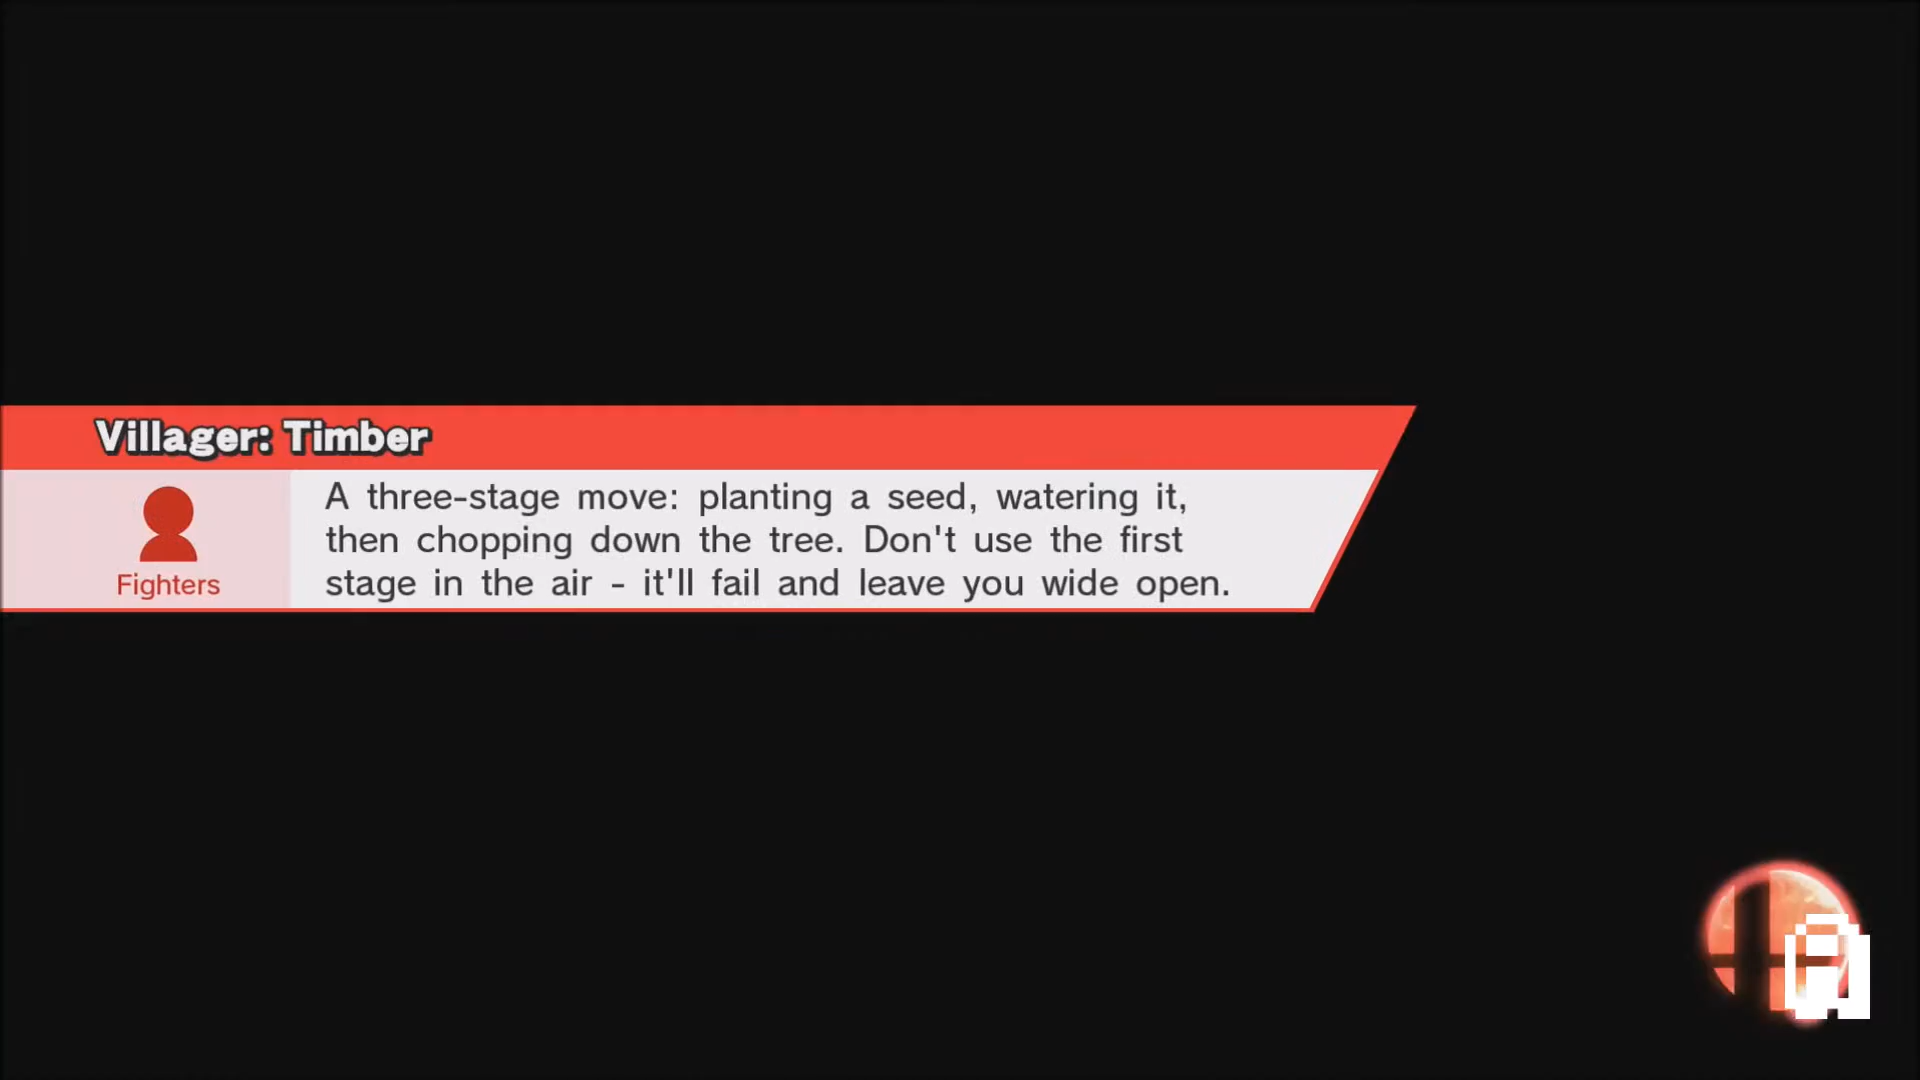 Villager: Timber
Fighters
A three-stage move: planting a seed, watering it,
then chopping down the tree. Don't use the first
stage in the air - it'll fail and leave you wide open.